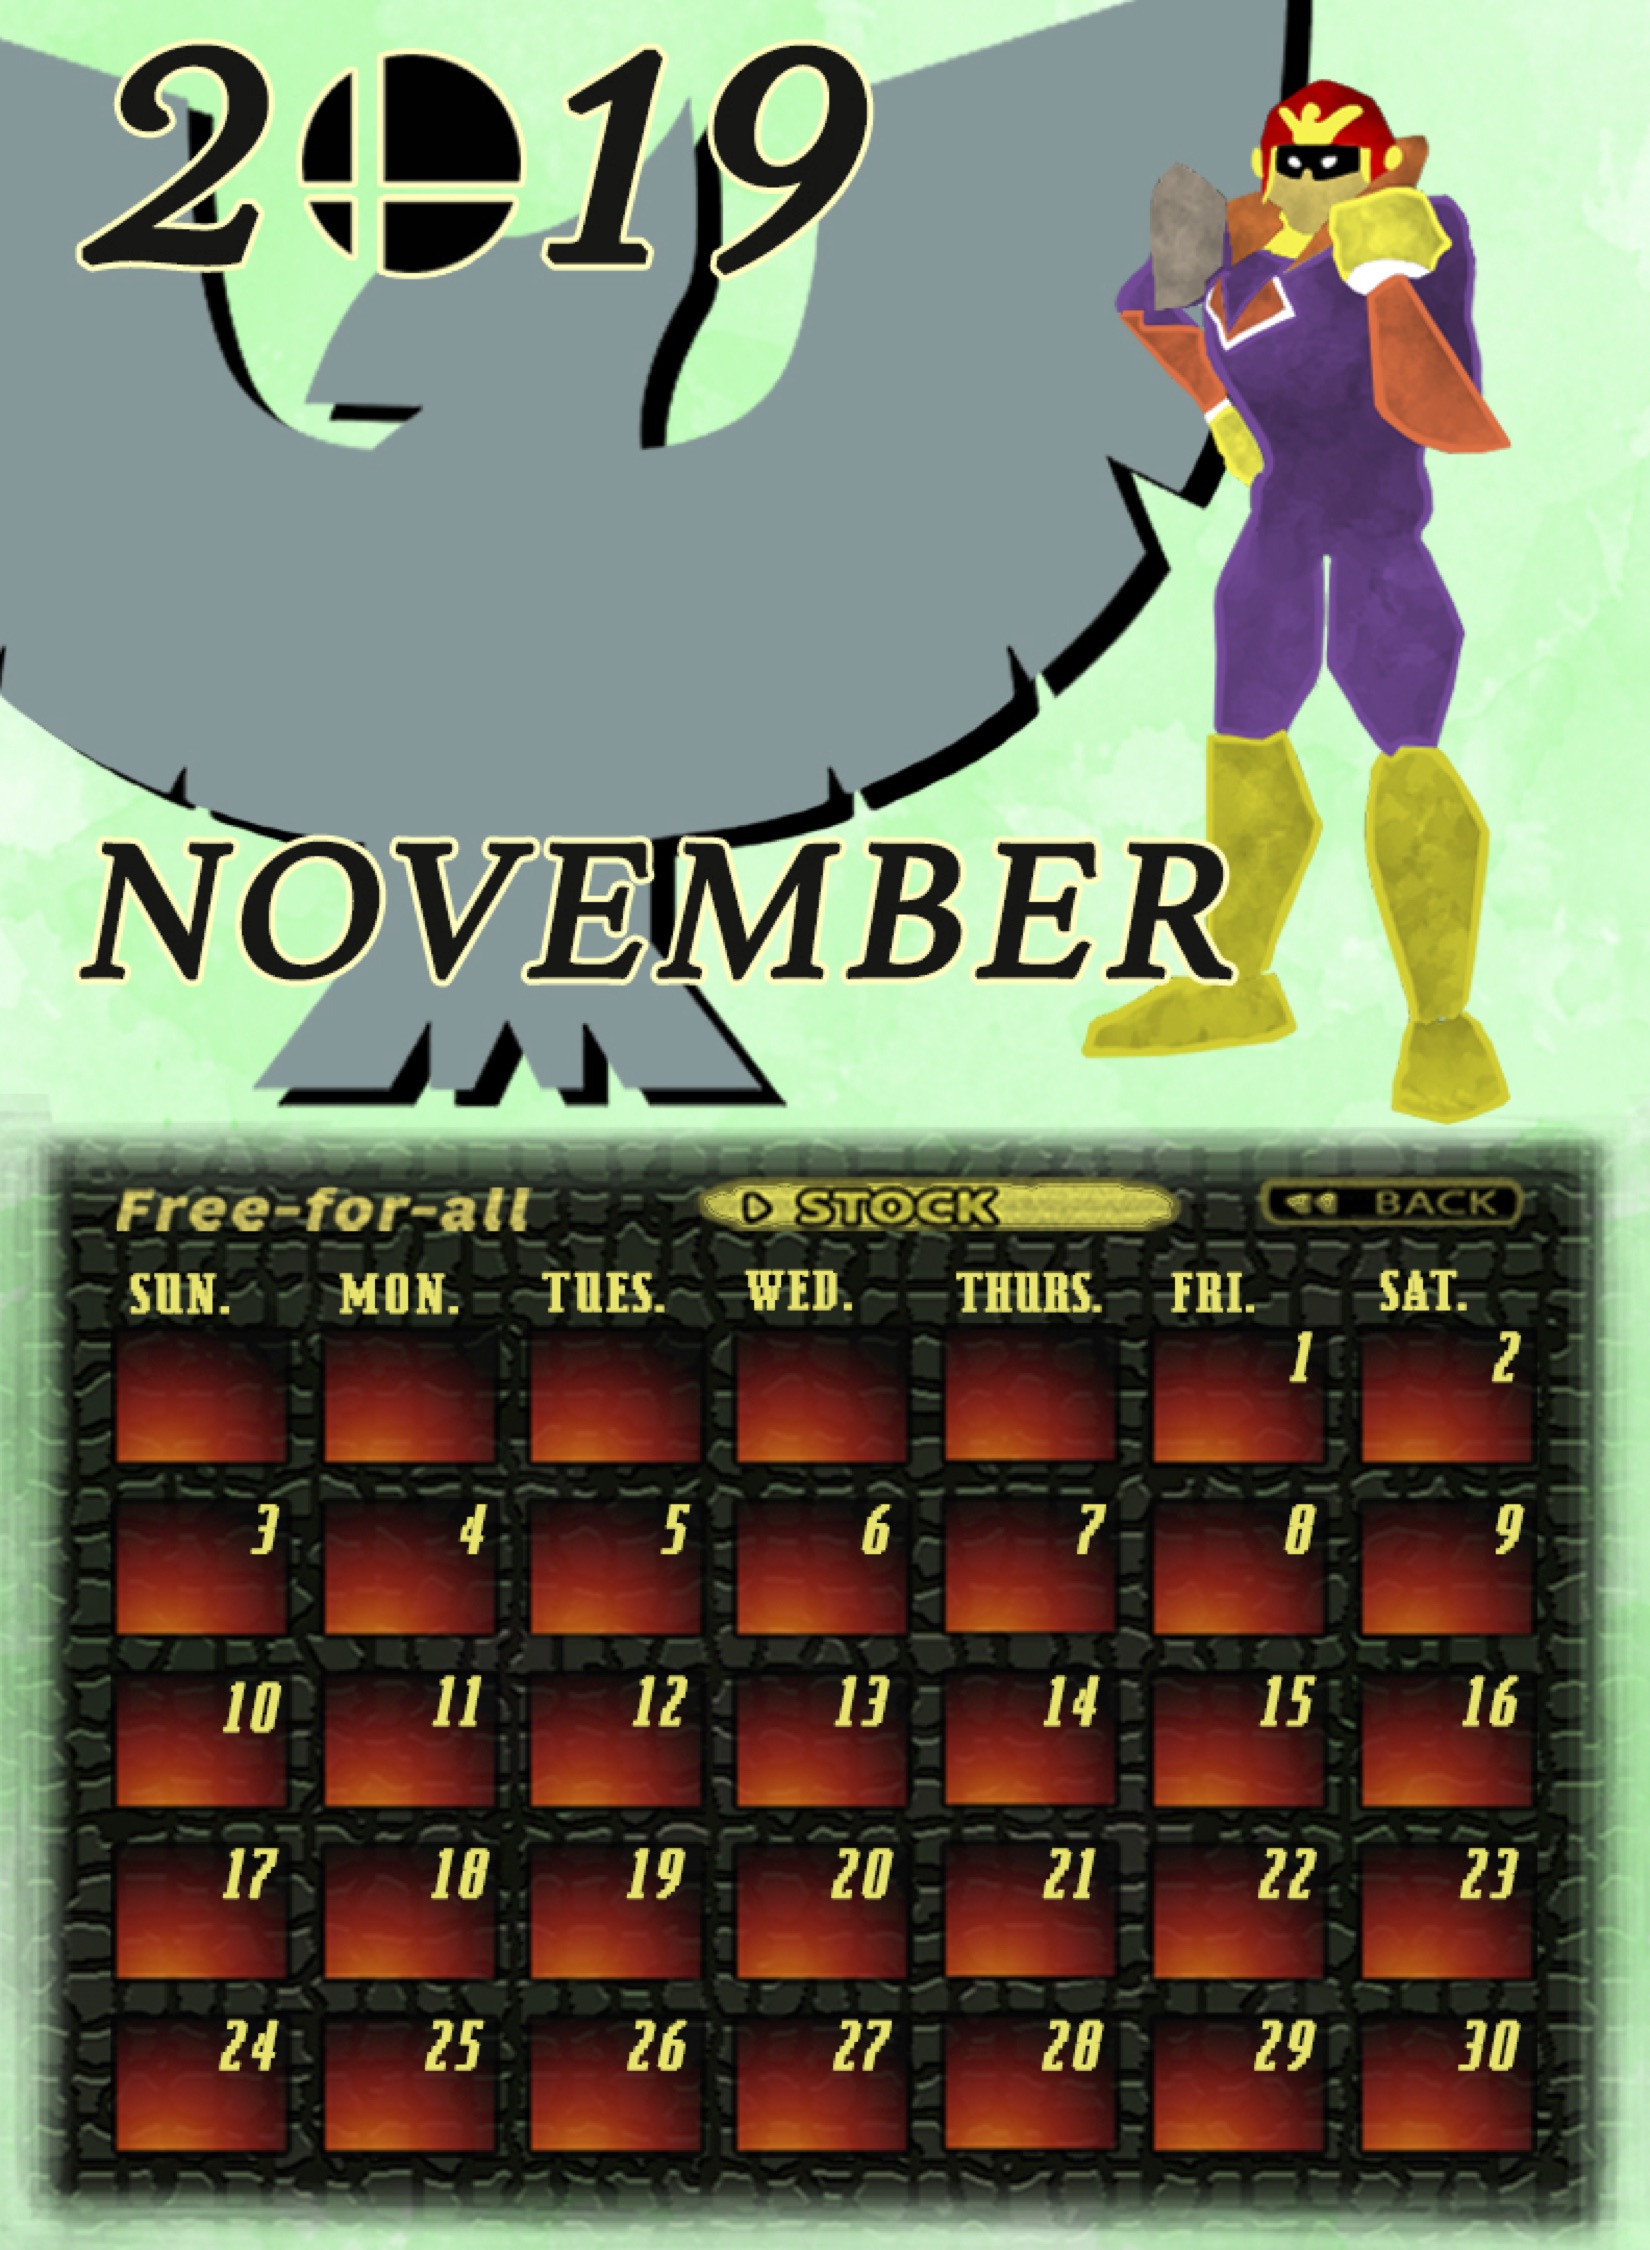 2019
NOVEMBER
Free-for-all STOCK BACK
SUN. MON. TUES. WED. THURS. FRI. SAT.
1 2
3 4 5 6 7 8 9
10 11 12 13 14 15 16
17 18 19 20 21 22 23
24 25 26 27 28 29 30